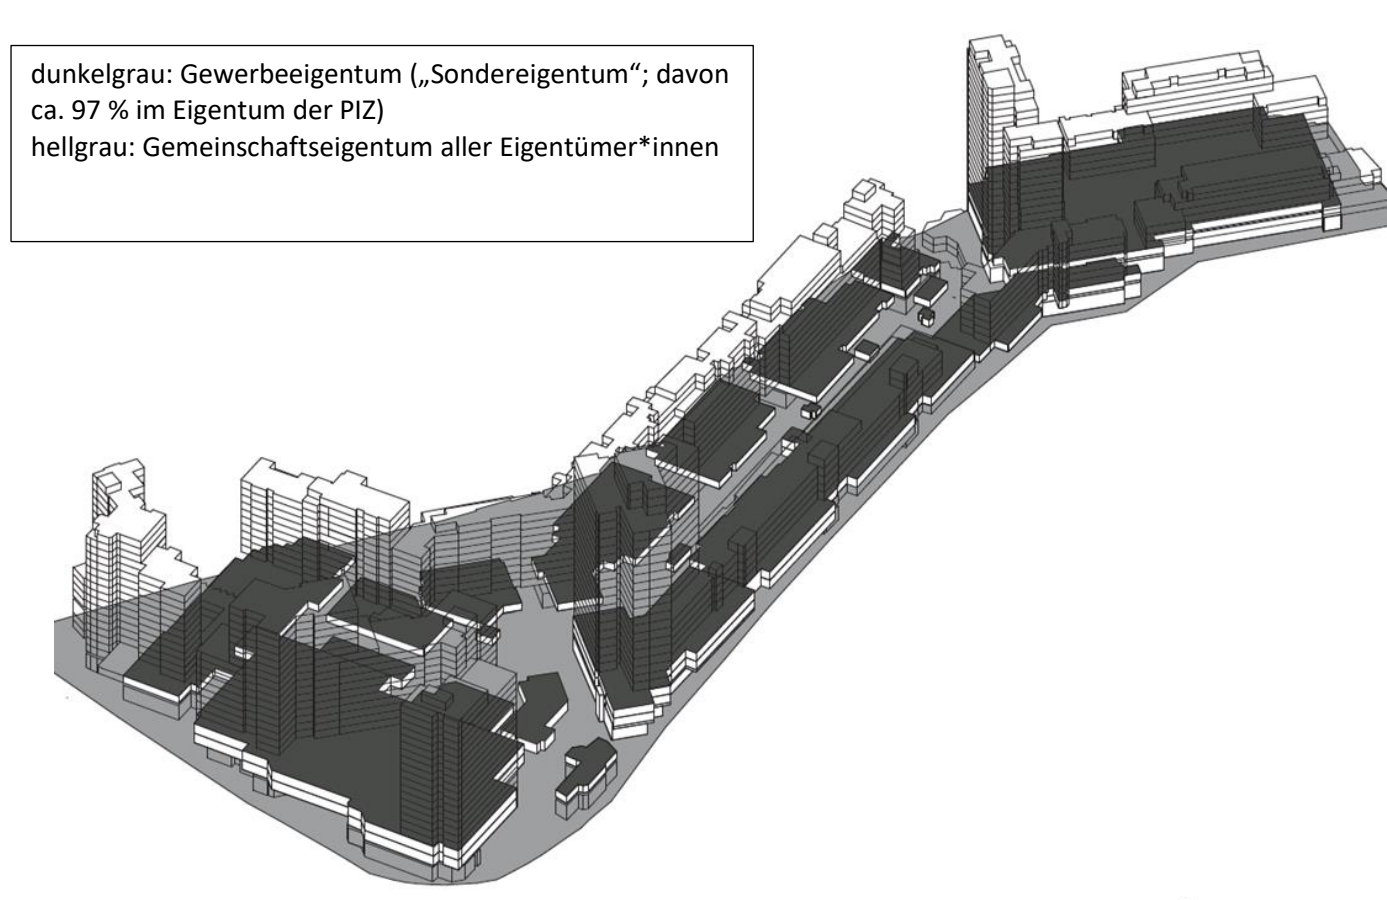 dunkelgrau: Gewerbeeigentum („Sondereigentum“; davon
ca. 97 % im Eigentum der PIZ)
hellgrau: Gemeinschaftseigentum aller Eigentümer*innen